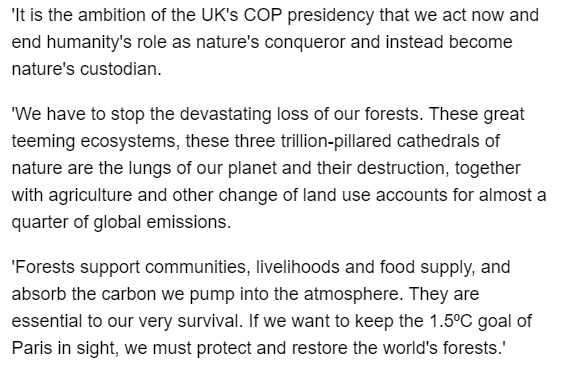 'It is the ambition of the UK's COP presidency that we act now and
end humanity's role as nature's conqueror and instead become
nature's custodian.
'We have to stop the devastating loss of our forests. These great
teeming ecosystems, these three trillion-pillared cathedrals of
nature are the lungs of our planet and their destruction, together
with agriculture and other change of land use accounts for almost a
quarter of global emissions.
'Forests support communities, livelihoods and food supply, and
absorb the carbon we pump into the atmosphere. They are
essential to our very survival. If we want to keep the 1.5ºC goal of
Paris in sight, we must protect and restore the world's forests.'